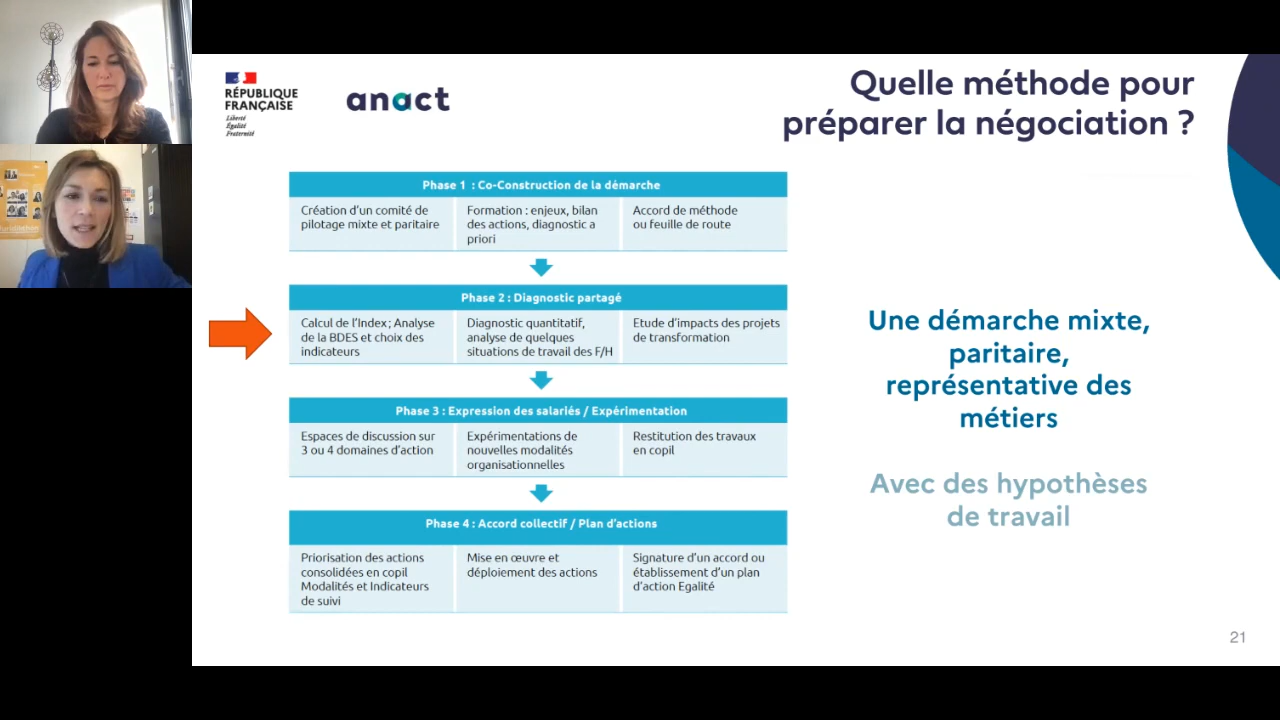 RÉPUBLIQUE
FRANÇAISE
Liberté
Égalité
Fraternité
anact
Quelle méthode pour
préparer la négociation ?
Phase 1 : Co-Construction de la démarche
Création d'un comité de
pilotage mixte et paritaire
Formation : enjeux, bilan
des actions, diagnostic a
priori
Accord de méthode
ou feuille de route
Phase 2 : Diagnostic partagé
Calcul de l'Index ; Analyse
de la BDES et choix des
indicateurs
Diagnostic quantitatif,
analyse de quelques
situations de travail des F/H
Etude d'impacts des projets
de transformation
Phase 3 : Expression des salariés / Expérimentation
Espaces de discussion sur
3 ou 4 domaines d'action
Expérimentations de
nouvelles modalités
organisationnelles
Restitution des travaux
en copil
Phase 4 : Accord collectif / Plan d'actions
Priorisation des actions
consolidées en copil
Modalités et Indicateurs
de suivi
Mise en œuvre et
déploiement des actions
Signature d'un accord ou
établissement d'un plan
d'action Egalité
Une démarche mixte,
paritaire,
représentative des
métiers
Avec des hypothèses
de travail
21